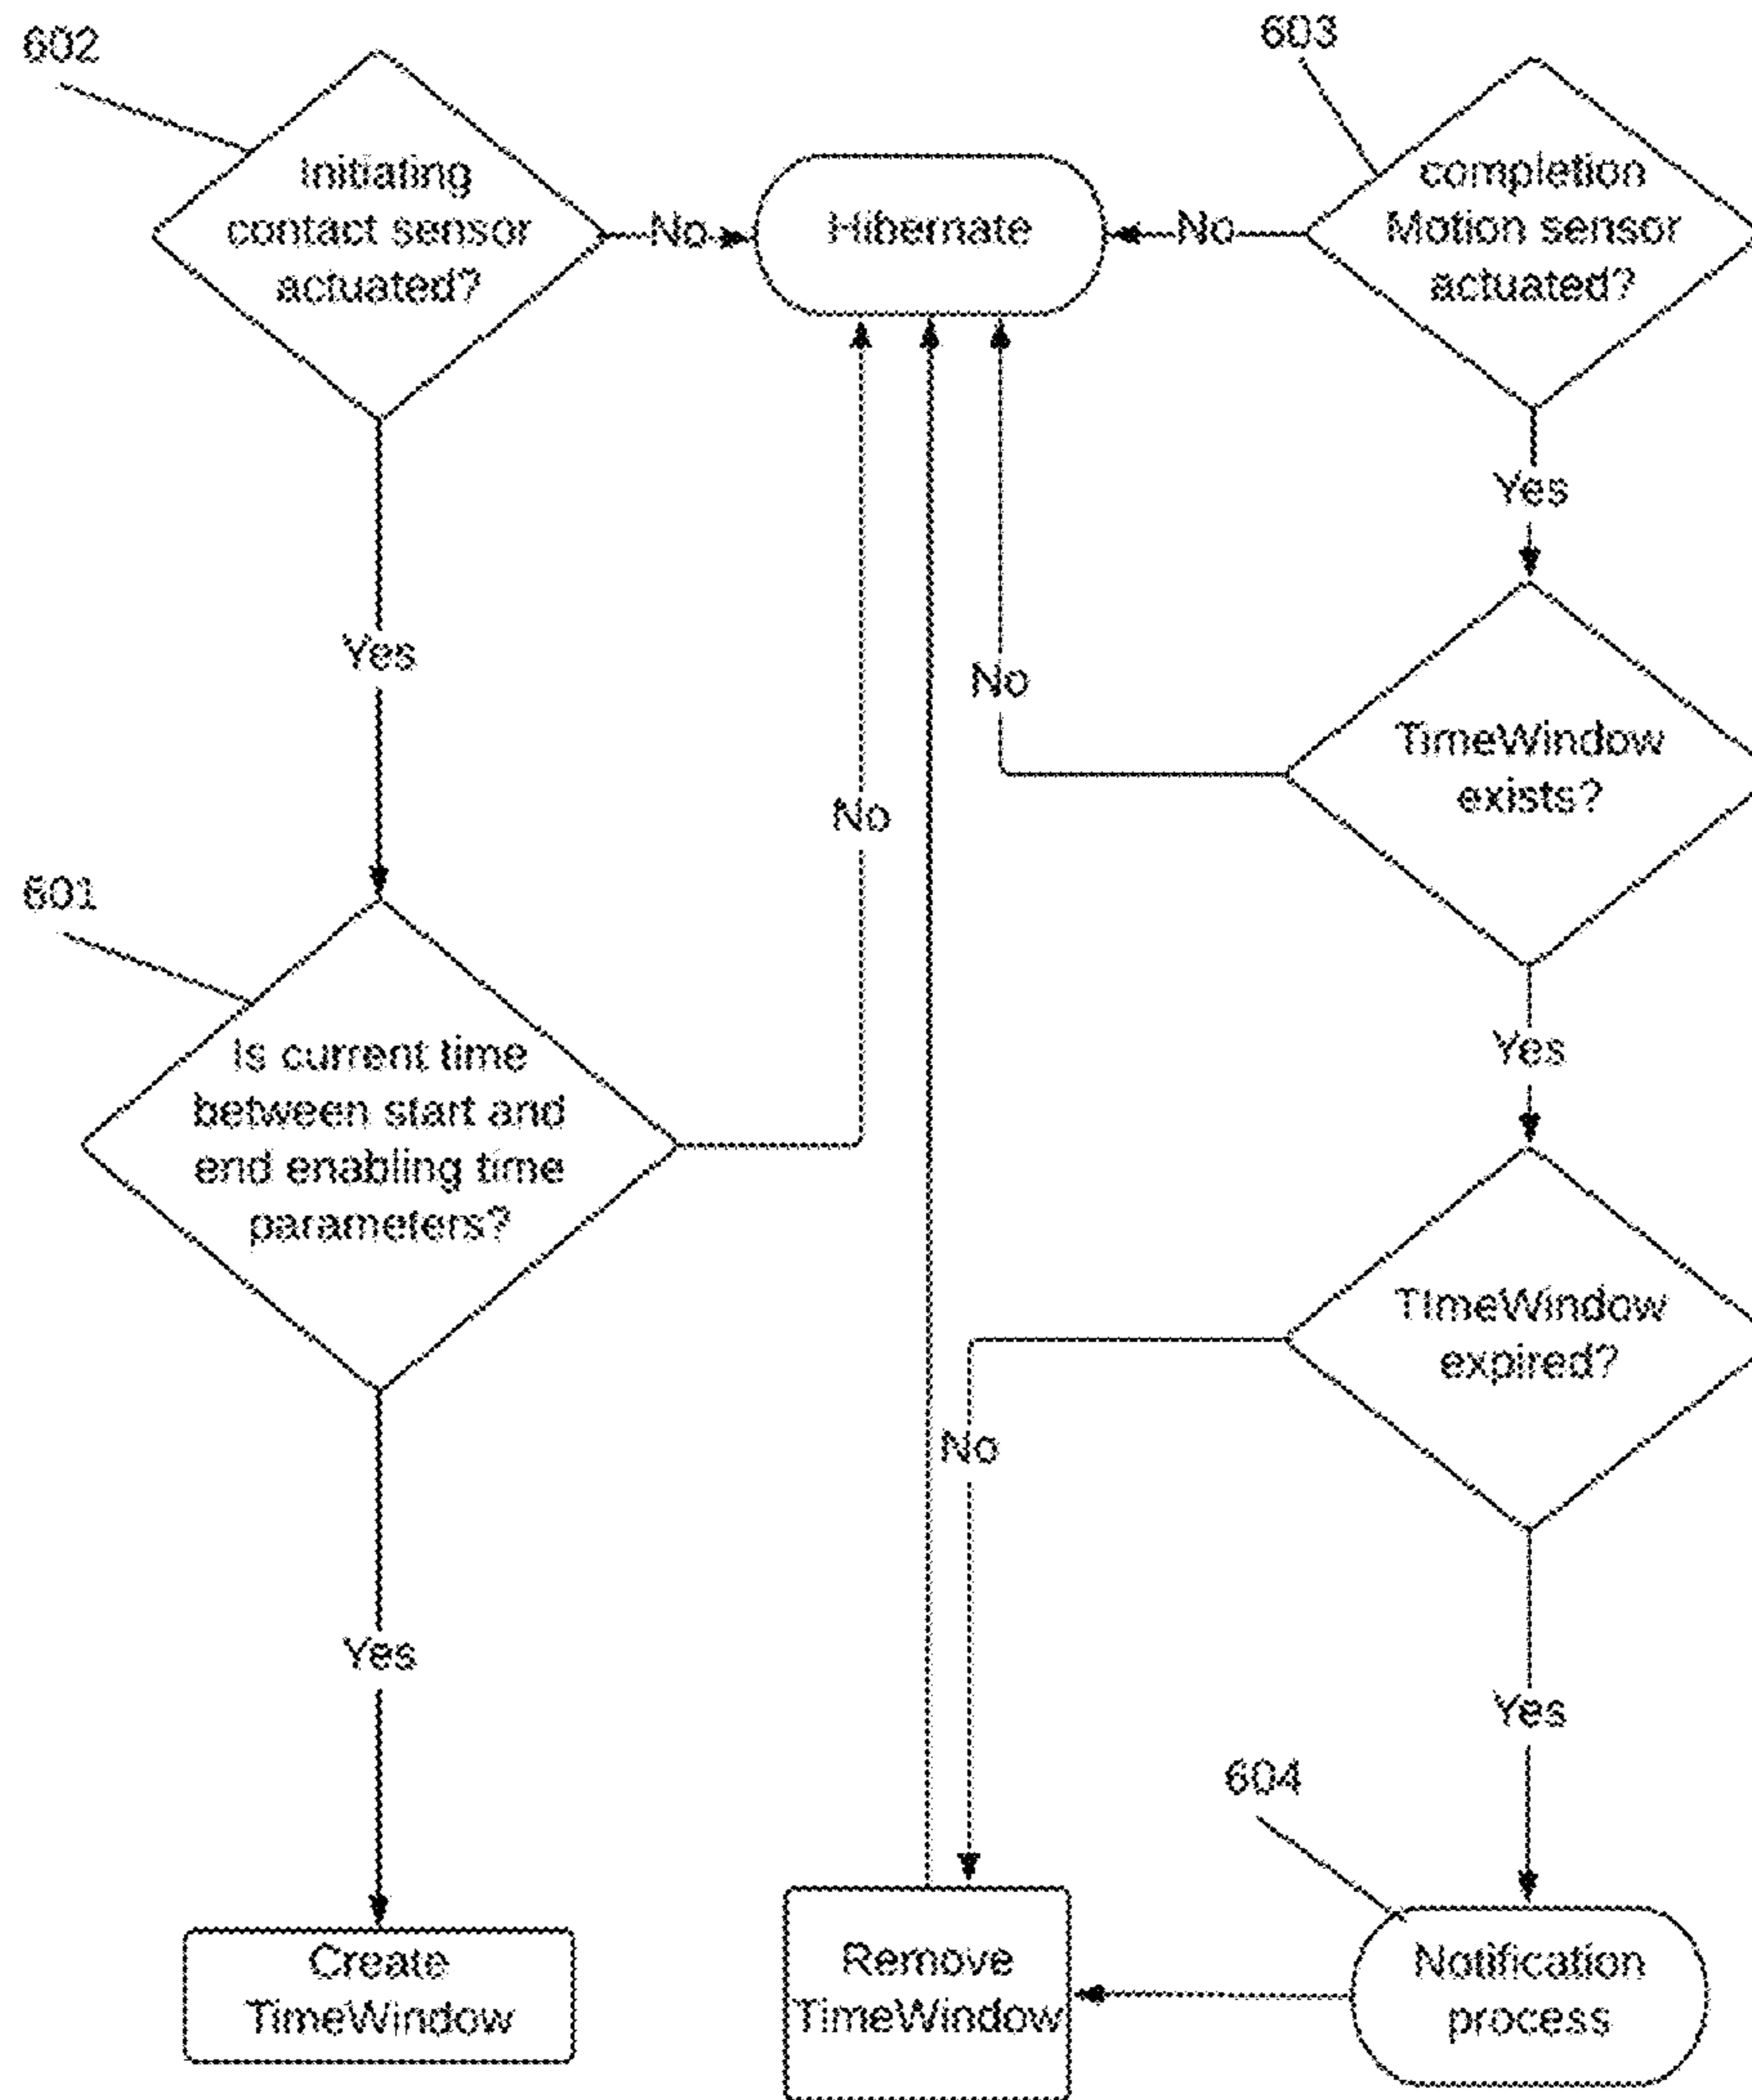 602
603
Initiating
contact sensor
actuated?
No
Hibernate
No
completion
Motion sensor
actuated?
Yes
Yes
No
TimeWindow
exists?
No
601
Is current time
between start and
end enabling time
parameters?
Yes
TImeWindow
expired?
No
Yes
Yes
604
Create
TimeWindow
Remove
TimeWindow
Notification
process